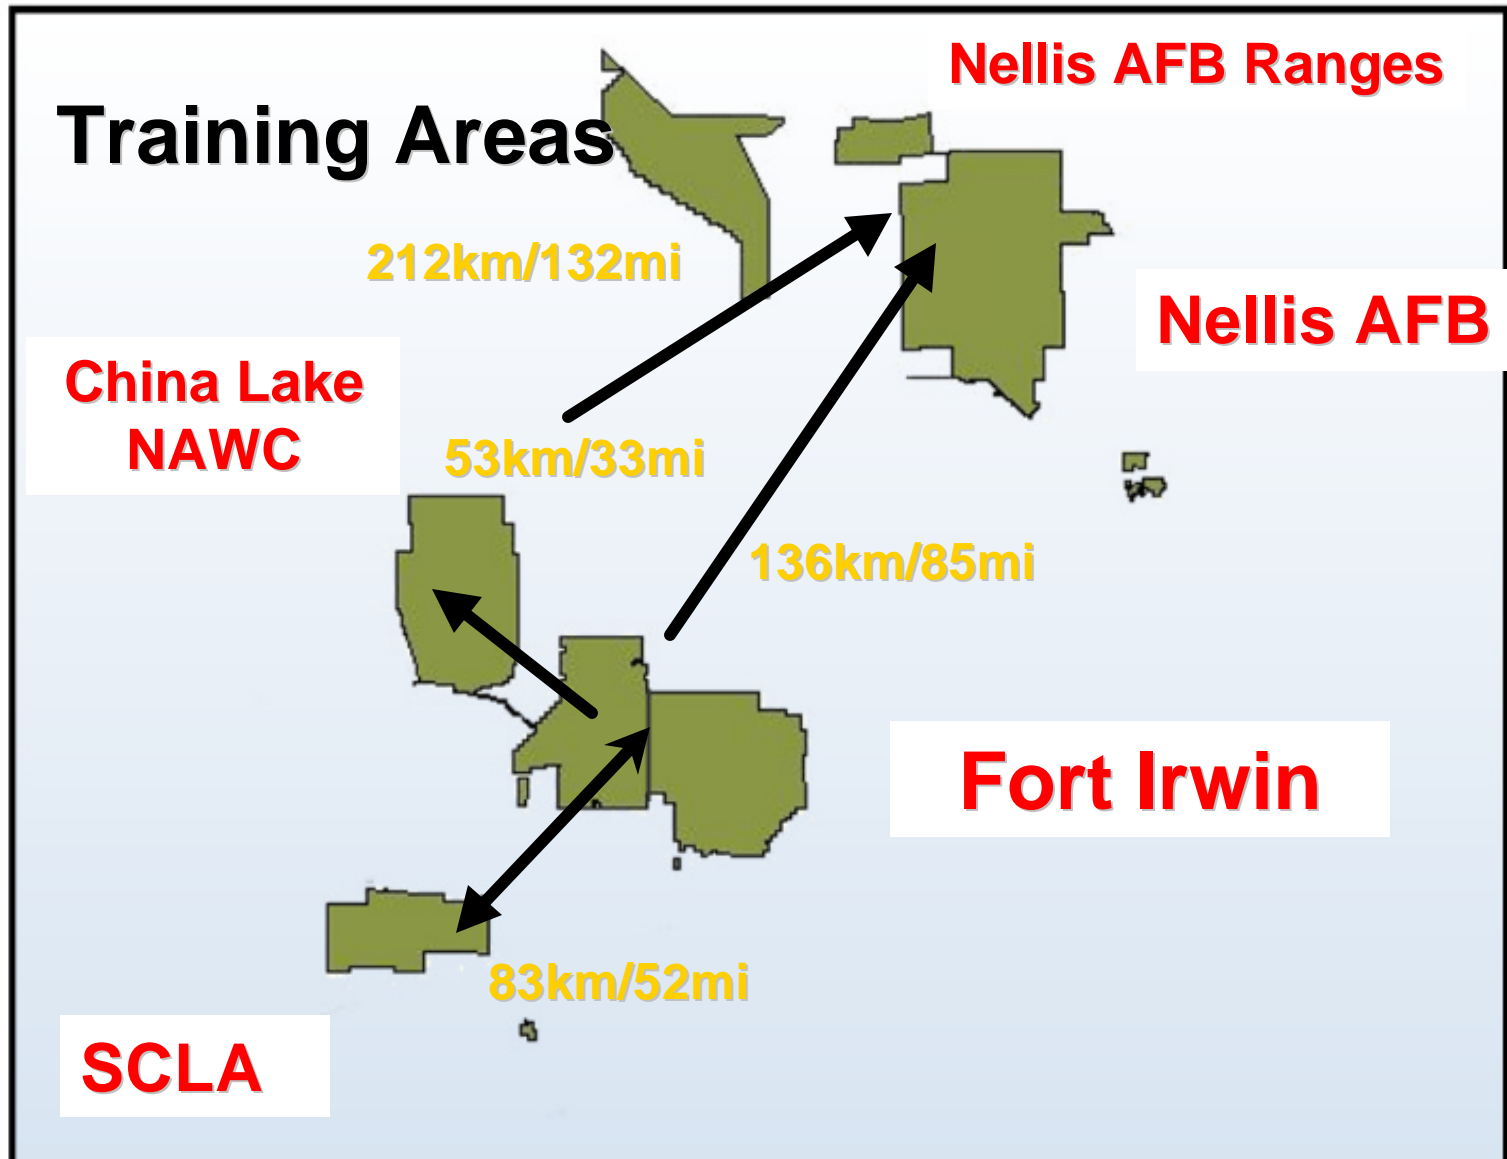 Nellis AFB Ranges
Training Areas
212km/132mi
Nellis AFB
China Lake
NAWC
53km/33mi
136km/85mi
Fort Irwin
83km/52mi
SCLA